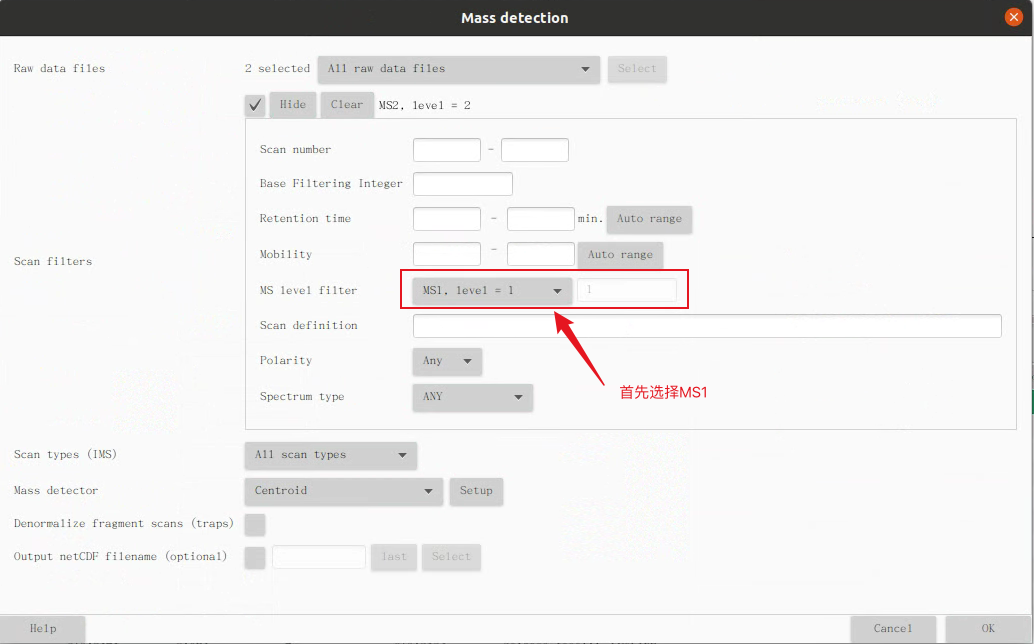 Mass detection
Raw data files 2 selected All raw data files Select
Hide Clear MS2, level = 2
Scan number -
Base Filtering Integer
Retention time - min. Auto range
Mobility - Auto range
Scan filters
MS level filter MS1, level = 1 1
Scan definition
Polarity Any
首先选择MS1
Spectrum type ANY
Scan types (IMS) All scan types
Mass detector Centroid Setup
Denormalize fragment scans (traps)
Output netCDF filename (optional) last Select
Help Cancel OK